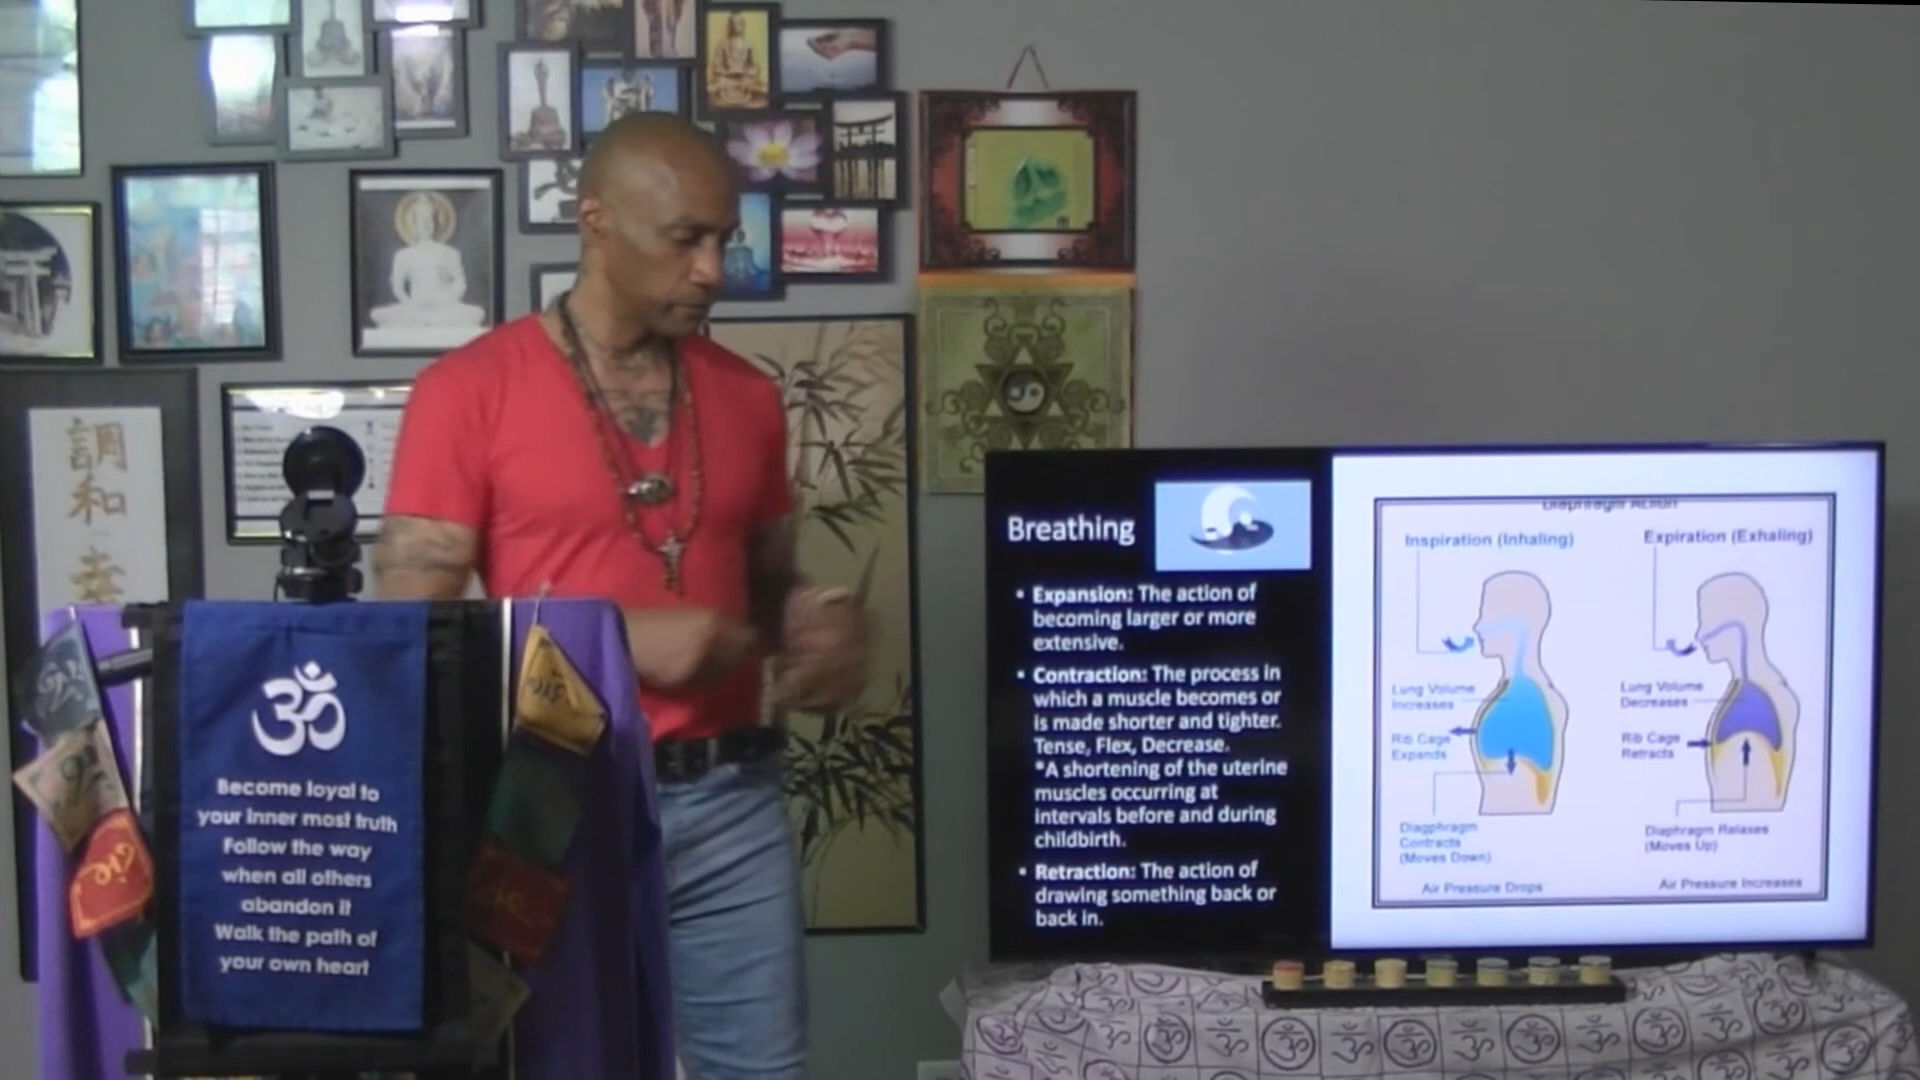 調
和
幸
ॐ
Become loyal to
your inner most truth
Follow the way
when all others
abandon it
Walk the path of
your own heart
Breathing
Expansion: The action of
becoming larger or more
extensive.
Contraction: The process in
which a muscle becomes or
is made shorter and tighter.
Tense, Flex, Decrease.
*A shortening of the uterine
muscles occurring at
intervals before and during
childbirth.
Retraction: The action of
drawing something back or
back in.
Diaphragm Action
Inspiration (Inhaling)
Lung Volume
Increases
Rib Cage
Expands
Diagphragm
Contracts
(Moves Down)
Air Pressure Drops
Expiration (Exhaling)
Lung Volume
Decreases
Rib Cage
Retracts
Diaphragm Relaxes
(Moves Up)
Air Pressure Increases